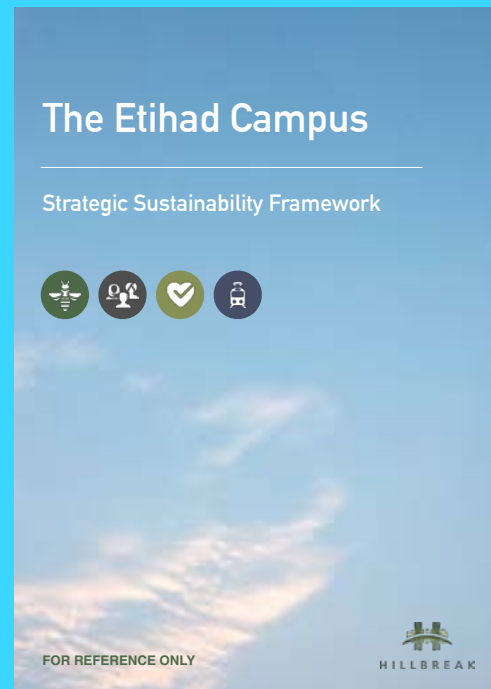 The Etihad Campus
Strategic Sustainability Framework
FOR REFERENCE ONLY
HILLBREAK